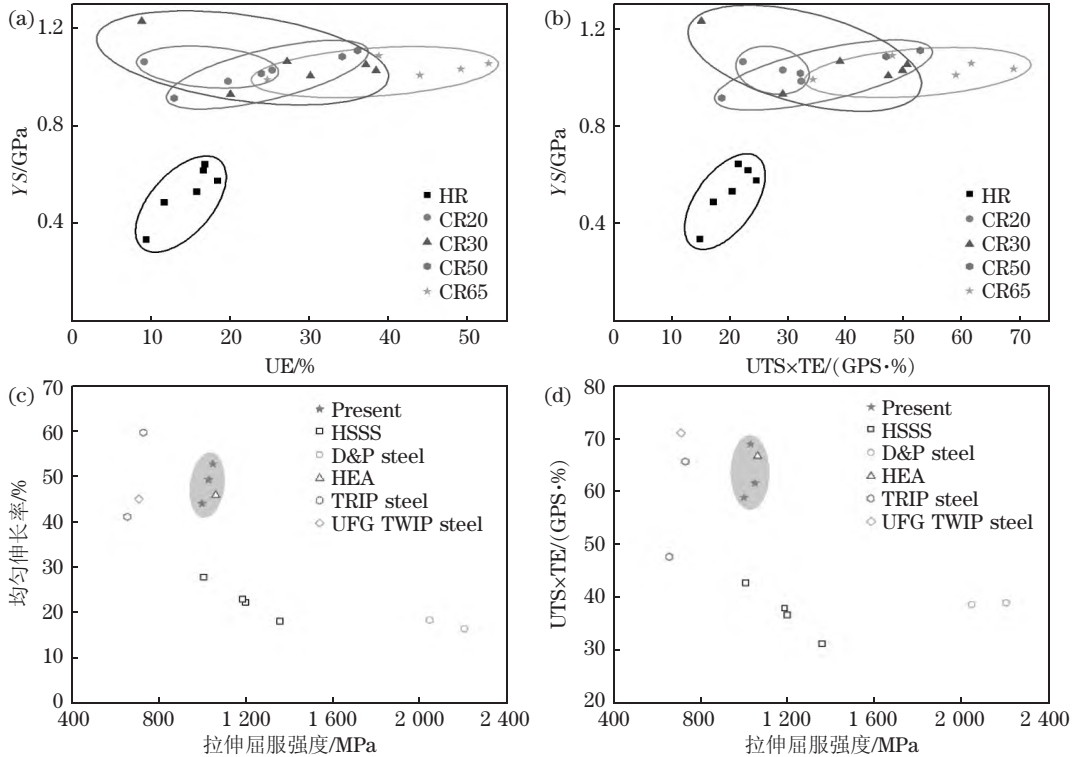 (a)
1.2
0.8
0.4
YS/GPa
HR
CR20
CR30
CR50
CR65
0
10
20
30
40
50
UE/%
(b)
1.2
0.8
0.4
YS/GPa
HR
CR20
CR30
CR50
CR65
0
10
20
30
40
50
60
70
UTS×TE/(GPS·%)
(c)
70
60
50
40
30
20
10
0
均匀伸长率/%
Present
HSSS
D&P steel
HEA
TRIP steel
UFG TWIP steel
400
800
1 200
1 600
2 000
2 400
拉伸屈服强度/MPa
(d)
80
70
60
50
40
30
20
UTS×TE/(GPS·%)
Present
HSSS
D&P steel
HEA
TRIP steel
UFG TWIP steel
400
800
1 200
1 600
2 000
2 400
拉伸屈服强度/MPa